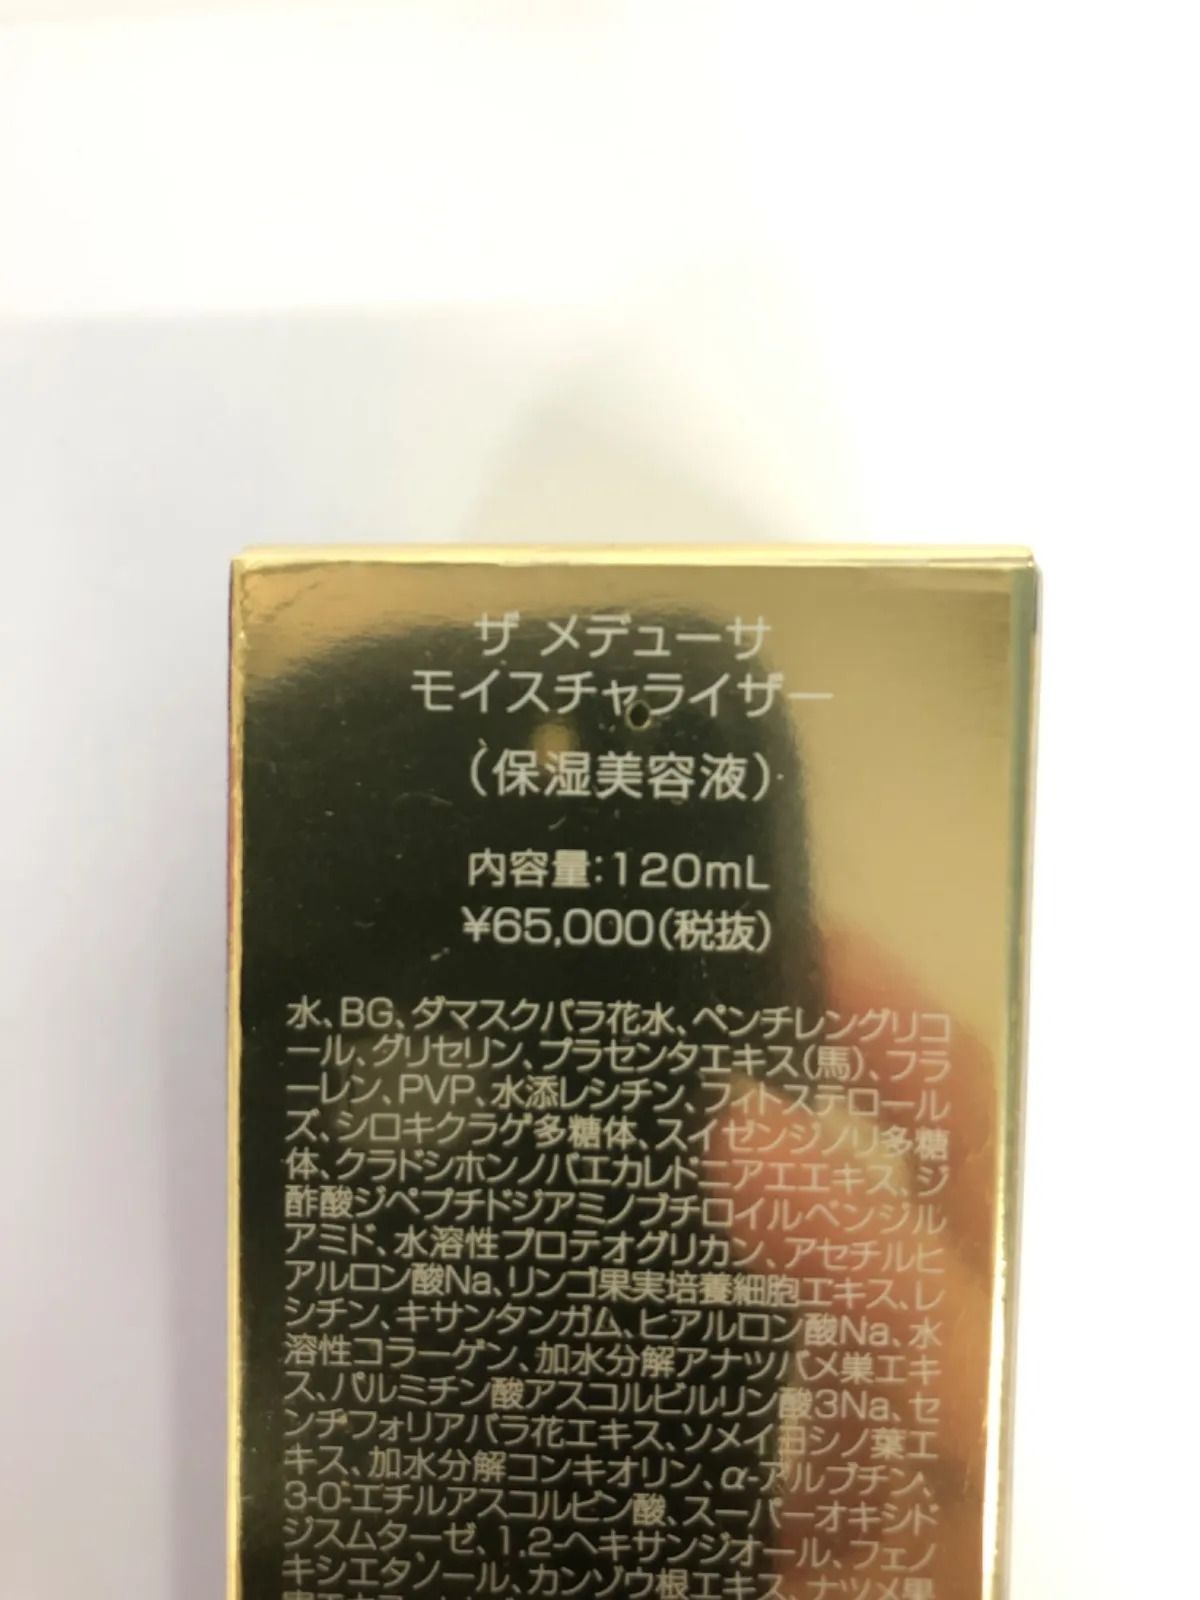 ザ メデューサ
モイスチャライザー
(保湿美容液)
内容量:120mL
¥65,000(税抜)
水、BG、ダマスクバラ花水、ペンチレングリコ
ール、グリセリン、プラセンタエキス(馬)、フラ
ーレン、PVP、水添レシチン、フィトステロール
ズ、シロキクラゲ多糖体、スイゼンジノリ多糖
体、クラドシホンノバエカレドニアエエキス、ジ
酢酸ジペプチドジアミノブチロイルベンジル
アミド、水溶性プロテオグリカン、アセチルヒ
アルロン酸Na、リンゴ果実培養細胞エキス、レ
シチン、キサンタンガム、ヒアルロン酸Na、水
溶性コラーゲン、加水分解アナツバメ巣エキ
ス、パルミチン酸アスコルビルリン酸3Na、セ
ンチフォリアバラ花エキス、ソメイヨシノ葉エ
キス、加水分解コンキオリン、α-アルブチン、
3-O-エチルアスコルビン酸、スーパーオキシド
ジスムターゼ、1,2-ヘキサンジオール、フェノ
キシエタノール、カンゾウ根エキス、ナツメ果